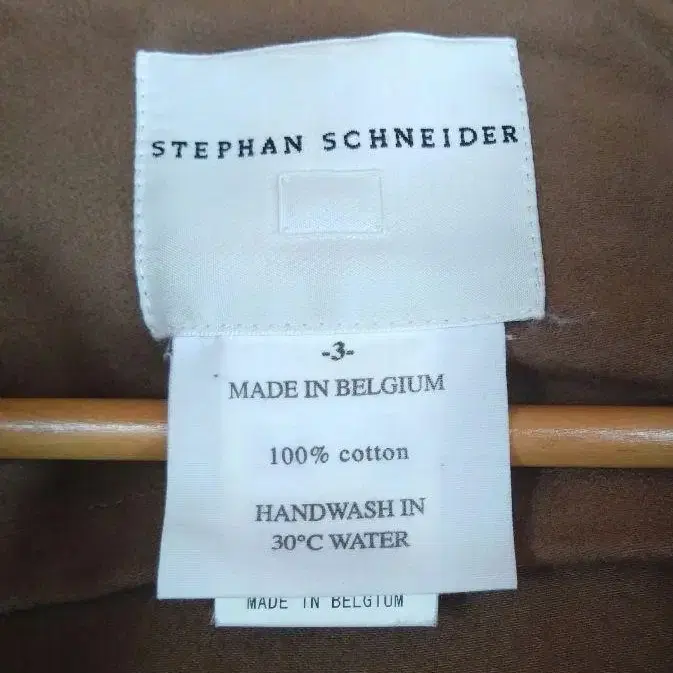 STEPHAN SCHNEIDER
-3-
MADE IN BELGIUM
100% cotton
HANDWASH IN
30°C WATER
MADE IN BELGIUM